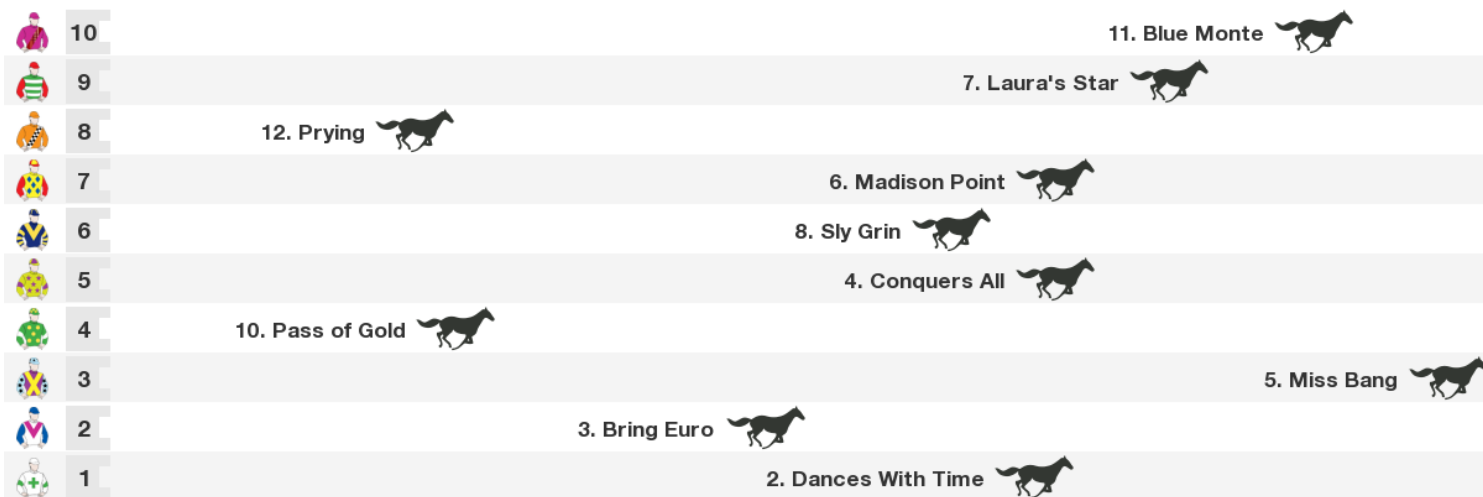 10 11. Blue Monte
9 7. Laura's Star
8 12. Prying
7 6. Madison Point
6 8. Sly Grin
5 4. Conquers All
4 10. Pass of Gold
3 5. Miss Bang
2 3. Bring Euro
1 2. Dances With Time